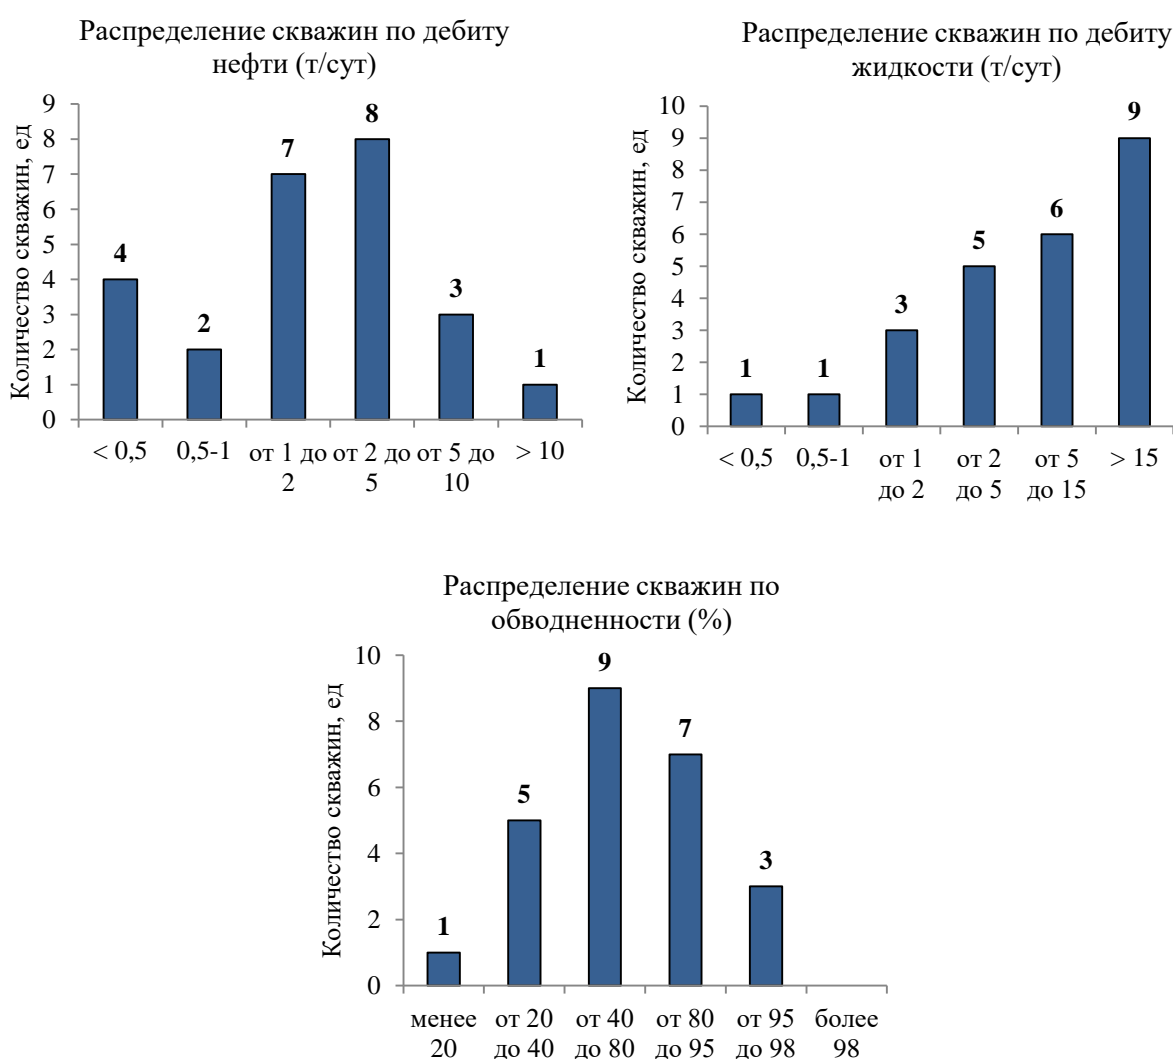 Распределение скважин по дебиту
нефти (т/сут)
Количество скважин, ед
9
8
7
6
5
4
3
2
1
0
4
2
7
8
3
1
< 0,5
0,5-1
от 1 до
2
от 2 до
5
от 5 до
10
> 10
Распределение скважин по дебиту
жидкости (т/сут)
Количество скважин, ед
10
9
8
7
6
5
4
3
2
1
0
1
1
3
5
6
9
< 0,5
0,5-1
от 1
до 2
от 2
до 5
от 5
до 15
> 15
Распределение скважин по
обводненности (%)
Количество скважин, ед
10
8
6
4
2
0
1
5
9
7
3
менее
20
от 20
до 40
от 40
до 80
от 80
до 95
от 95
до 98
более
98